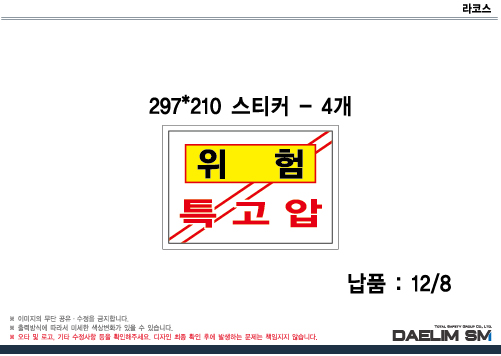 라코스
297*210 스티커 - 4개
위 험
특고압
납품 : 12/8
※ 이미지의 무단 공유·수정을 금지합니다.
※ 출력방식에 따라서 미세한 색상변화가 있을 수 있습니다.
※ 오타 및 로고, 기타 수정사항 등을 확인해주세요. 디자인 최종 확인 후에 발생하는 문제는 책임지지 않습니다.
Total Safety Group Co., Ltd.
DAELIM SM